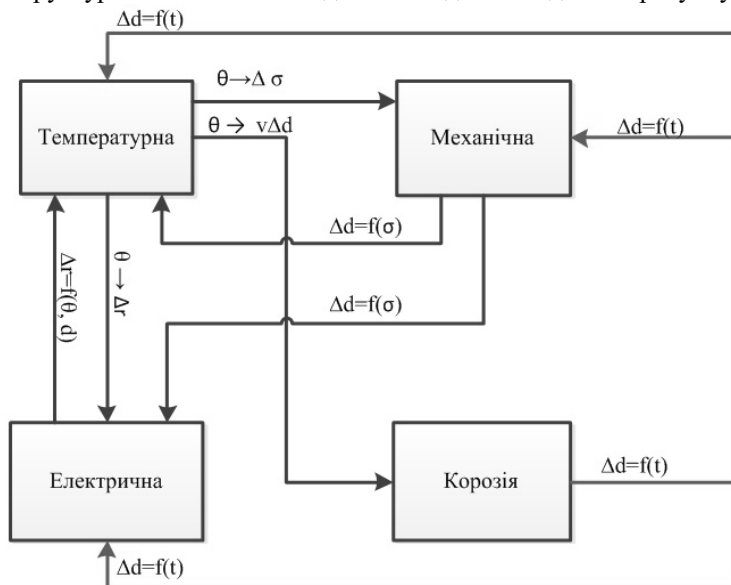 Δd=f(t)
θ→Δ σ
Температурна
θ → vΔd
Механічна
Δd=f(t)
Δd=f(σ)
Δr=f(θ, d)
θ → Δr
Δd=f(σ)
Електрична
Корозія
Δd=f(t)
Δd=f(t)